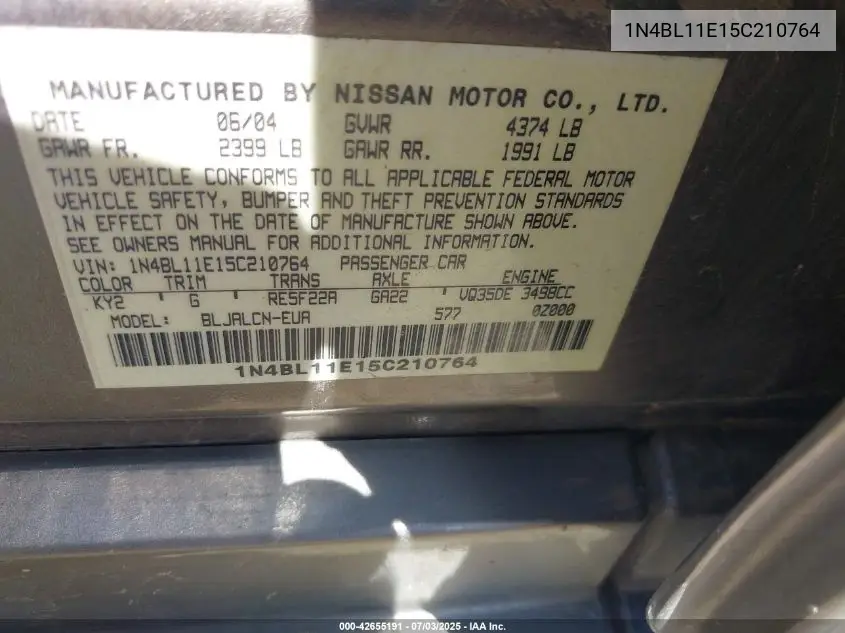 1N4BL11E15C210764
MANUFACTURED BY NISSAN MOTOR CO., LTD.
DATE 06/04 GVWR 4374 LB
GAWR FR. 2399 LB GAWR RR. 1991 LB
THIS VEHICLE CONFORMS TO ALL APPLICABLE FEDERAL MOTOR
VEHICLE SAFETY, BUMPER AND THEFT PREVENTION STANDARDS
IN EFFECT ON THE DATE OF MANUFACTURE SHOWN ABOVE.
SEE OWNERS MANUAL FOR ADDITIONAL INFORMATION.
VIN: 1N4BL11E15C210764 PASSENGER CAR
COLOR TRIM TRANS AXLE ENGINE
KY2 ' G ' RE5F22A GA22 ' VQ35DE 3498CC
MODEL: BLJALCN-EUA 577 0Z000
1N4BL11E15C210764
000-42655191 - 07/03/2025 - IAA Inc.